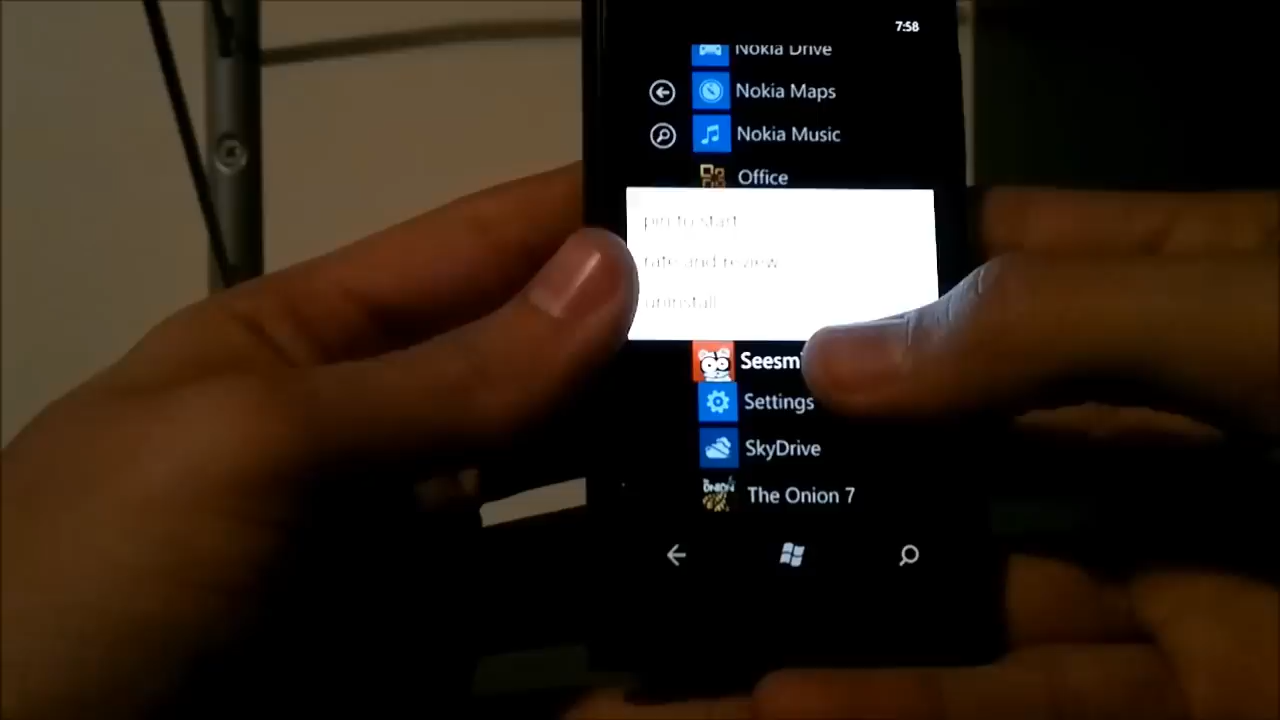 7:58
Nokia Drive
Nokia Maps
Nokia Music
Office
pin to start
rate and review
uninstall
Seesm
Settings
SkyDrive
The Onion 7